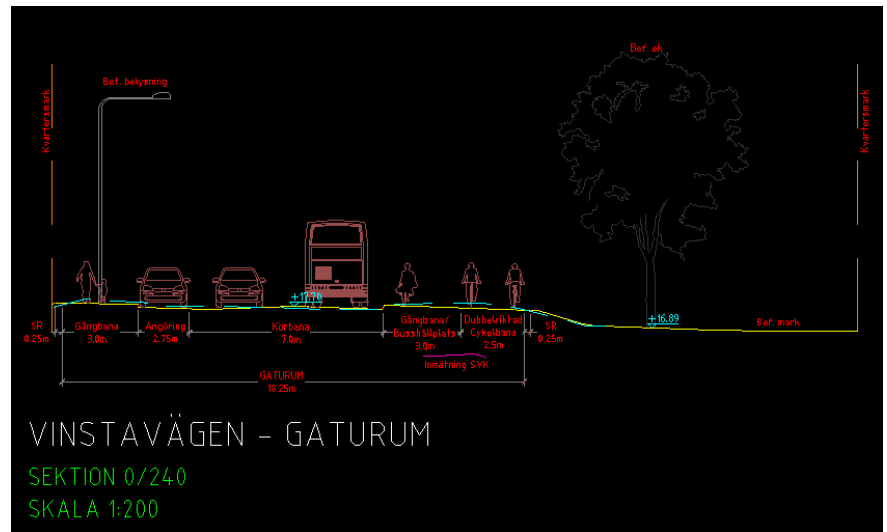 Bef. ek
Bef. belysning
Kvartersmark
Kvartersmark
+17.70
+16.89
Bef. mark
SR
0.25m
Gångbana
3.0m
Angöring
2.75m
Körbana
7.0m
Gångbana/
Busshållplats
3.0m
Dubbelriktad
Cykelbana
2.5m
SR
0.25m
Inmätning SVK
GATURUM
18.25m
VINSTAVÄGEN - GATURUM
SEKTION 0/240
SKALA 1:200